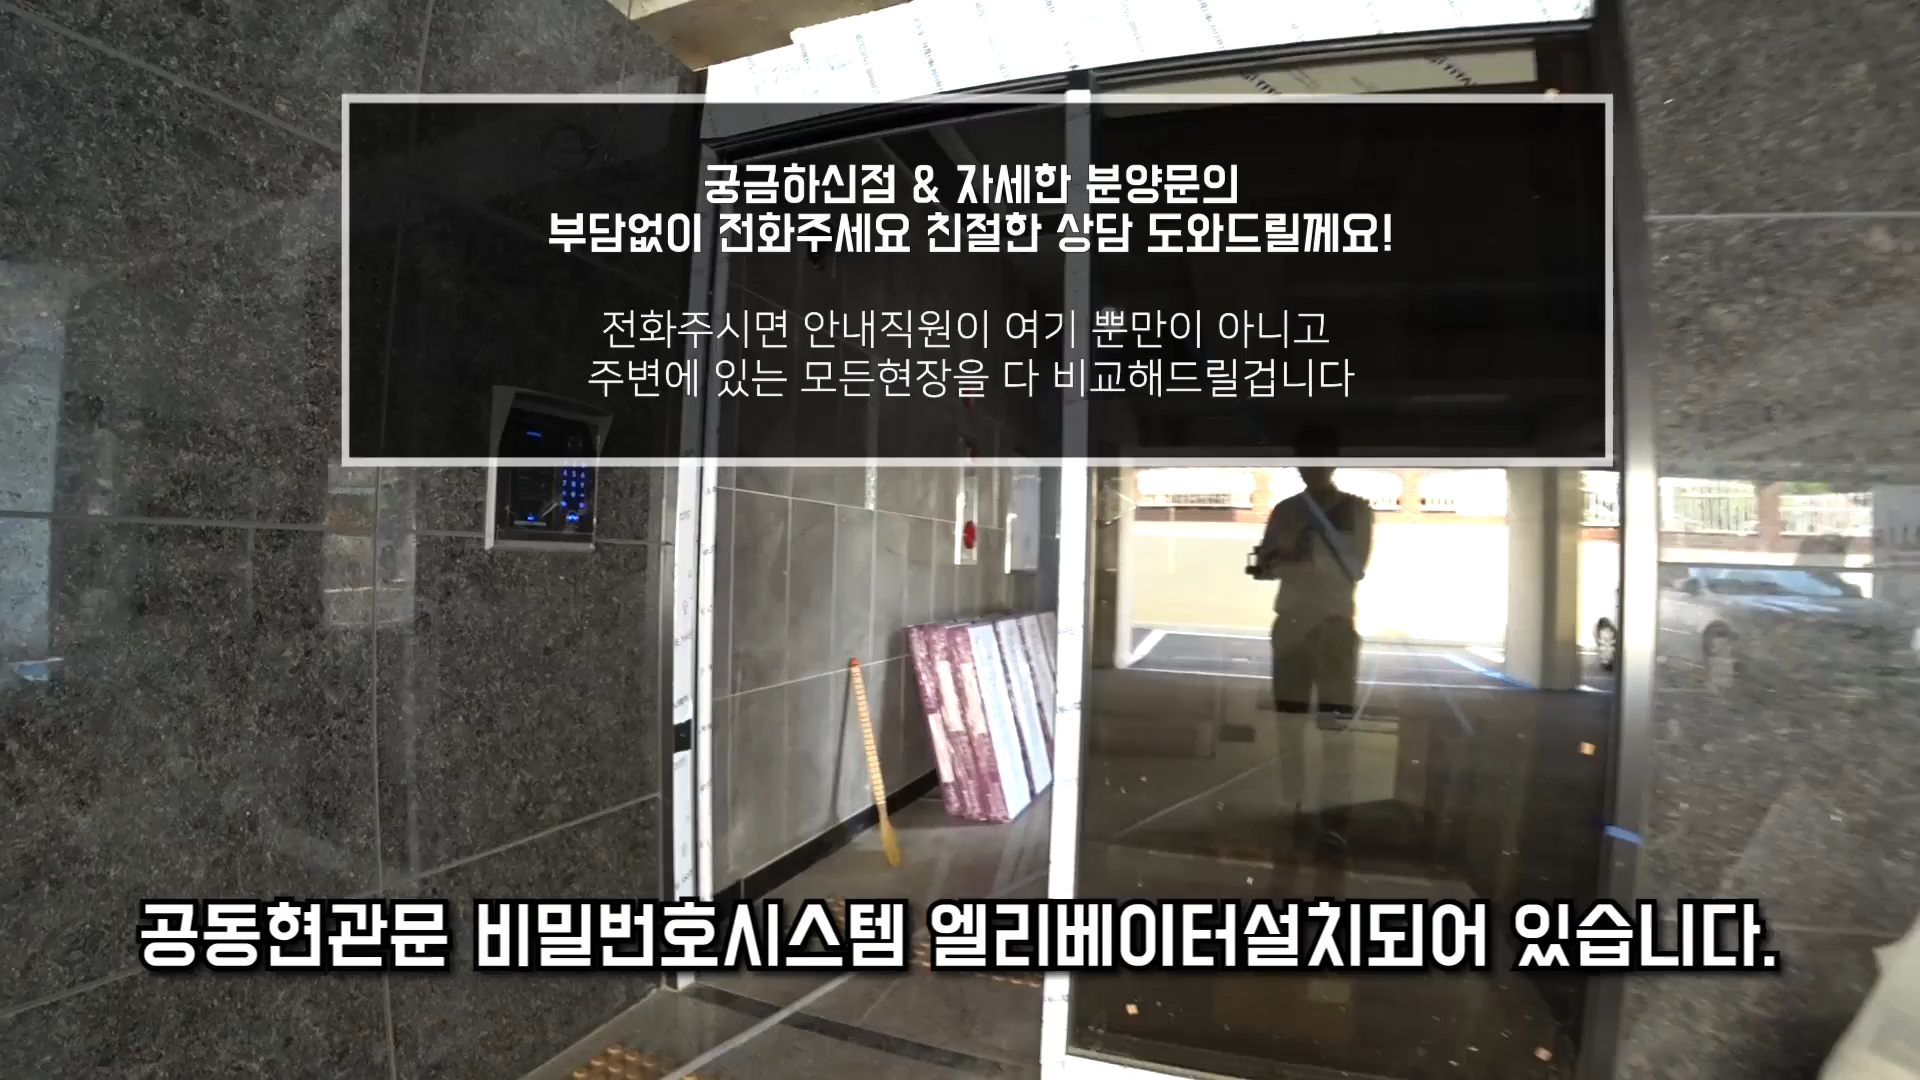 궁금하신점 & 자세한 분양문의
부담없이 전화주세요 친절한 상담 도와드릴께요!
전화주시면 안내직원이 여기 뿐만이 아니고
주변에 있는 모든현장을 다 비교해드릴겁니다
공동현관문 비밀번호시스템 엘리베이터설치되어 있습니다.